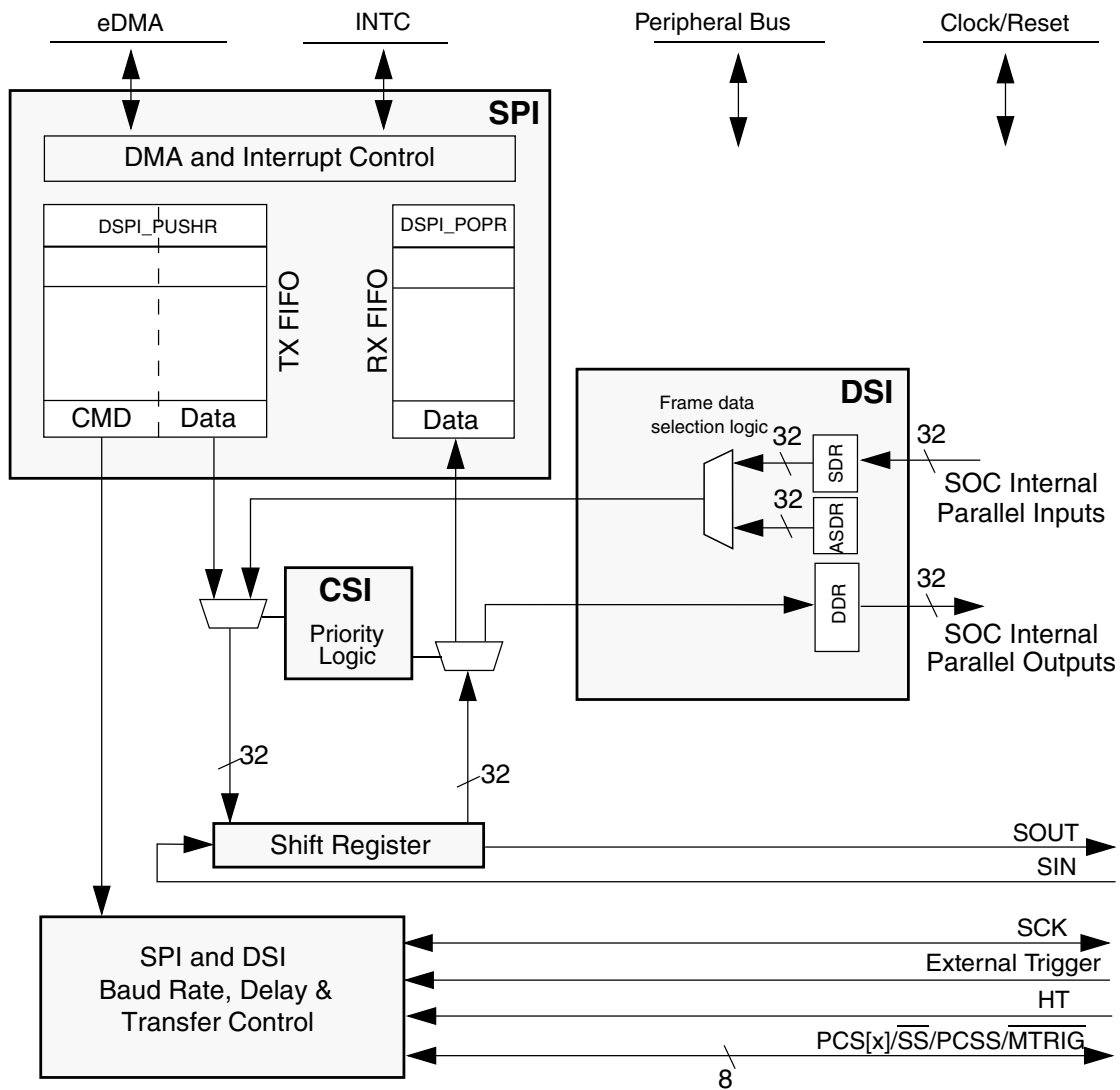 eDMA
INTC
Peripheral Bus
Clock/Reset
SPI
DMA and Interrupt Control
DSPI_PUSHR
DSPI_POPR
TX FIFO
RX FIFO
CMD
Data
Data
DSI
Frame data
selection logic
32
SDR
32
SOC Internal
Parallel Inputs
32
ASDR
CSI
Priority
Logic
DDR
32
SOC Internal
Parallel Outputs
32
32
Shift Register
SOUT
SIN
SPI and DSI
Baud Rate, Delay &
Transfer Control
SCK
External Trigger
HT
PCS[x]/SS/PCSS/MTRIG
8